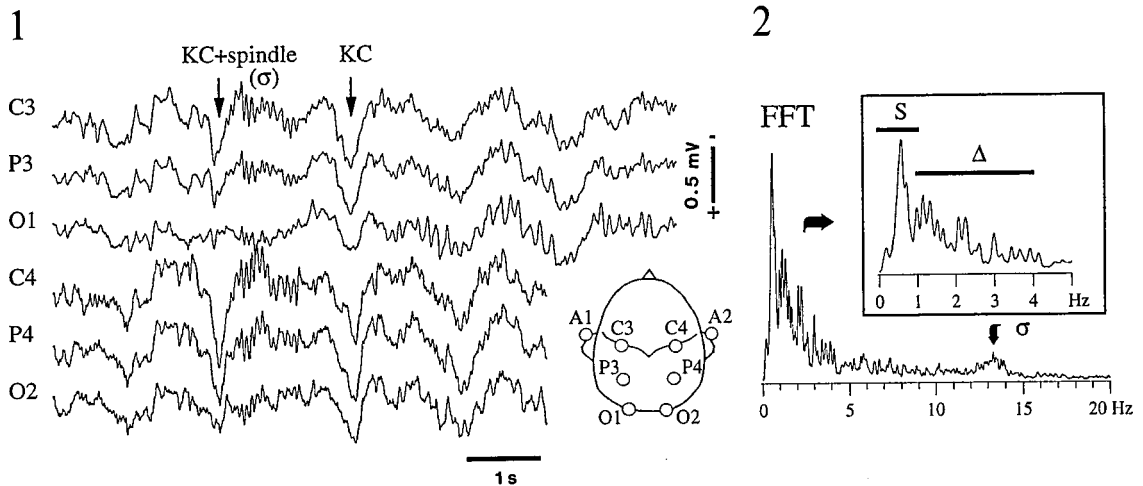 1
KC+spindle
(σ)
KC
C3
P3
O1
C4
P4
O2
0.5 mV
-
+
1 s
A1
C3
C4
A2
P3
P4
O1
O2
2
FFT
S
Δ
0 1 2 3 4 Hz
σ
0 5 10 15 20 Hz